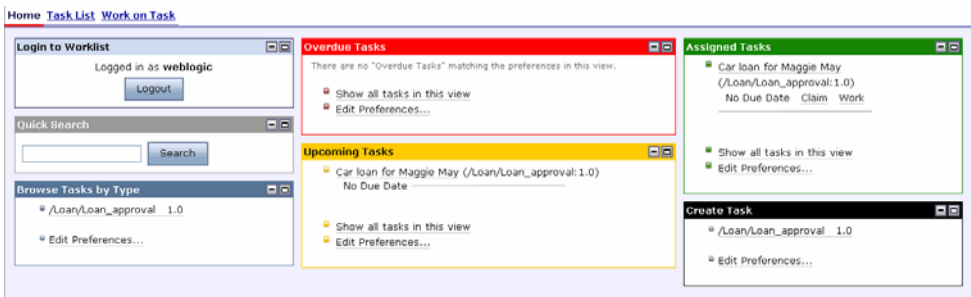 Home Task List Work on Task
Login to Worklist
Logged in as weblogic
Logout
Quick Search
Search
Browse Tasks by Type
/Loan/Loan_approval 1.0
Edit Preferences...
Overdue Tasks
There are no "Overdue Tasks" matching the preferences in this view.
Show all tasks in this view
Edit Preferences...
Upcoming Tasks
Car loan for Maggie May (/Loan/Loan_approval:1.0)
No Due Date
Show all tasks in this view
Edit Preferences...
Assigned Tasks
Car loan for Maggie May
(/Loan/Loan_approval:1.0)
No Due Date Claim Work
Show all tasks in this view
Edit Preferences...
Create Task
/Loan/Loan_approval 1.0
Edit Preferences...